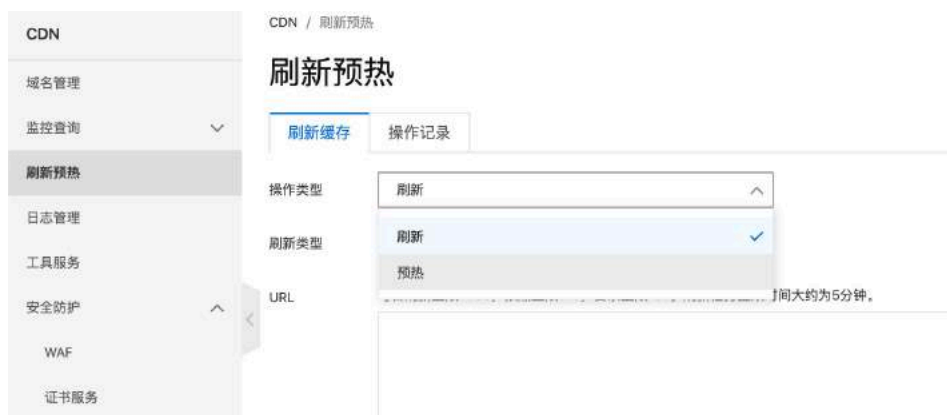 CDN
域名管理
监控查询
刷新预热
日志管理
工具服务
安全防护
WAF
证书服务
CDN / 刷新预热
刷新预热
刷新缓存 操作记录
操作类型 刷新
刷新
刷新类型
预热
URL
时间大约为5分钟。